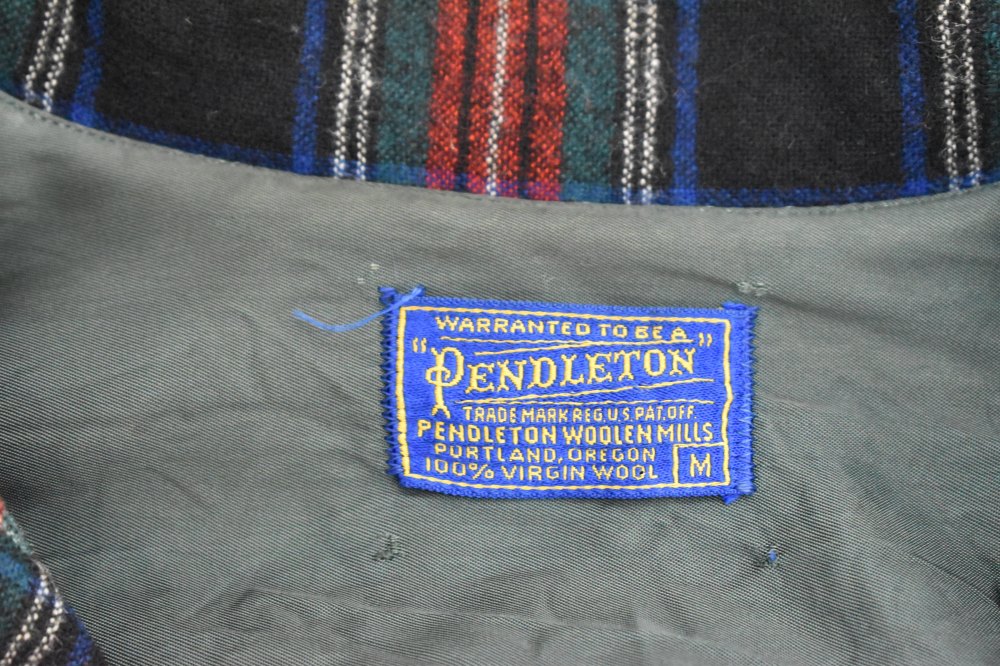 WARRANTED TO BE A
"PENDLETON"
TRADE MARK REG. U.S. PAT. OFF.
PENDLETON WOOLEN MILLS
PORTLAND, OREGON
100% VIRGIN WOOL M